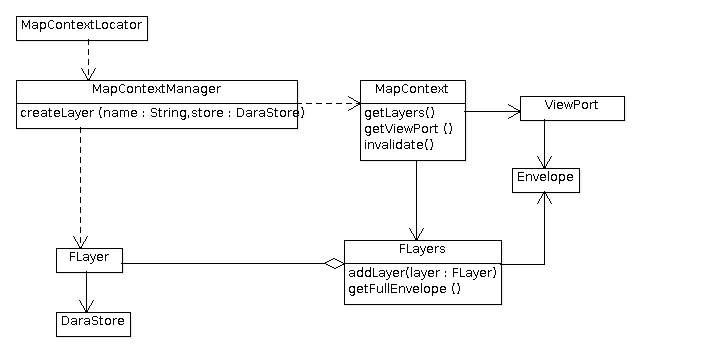 MapContextLocator
MapContextManager
createLayer (name : String,store : DaraStore)
MapContext
getLayers()
getViewPort ()
invalidate()
ViewPort
Envelope
FLayer
FLayers
addLayer(layer : FLayer)
getFullEnvelope ()
DaraStore